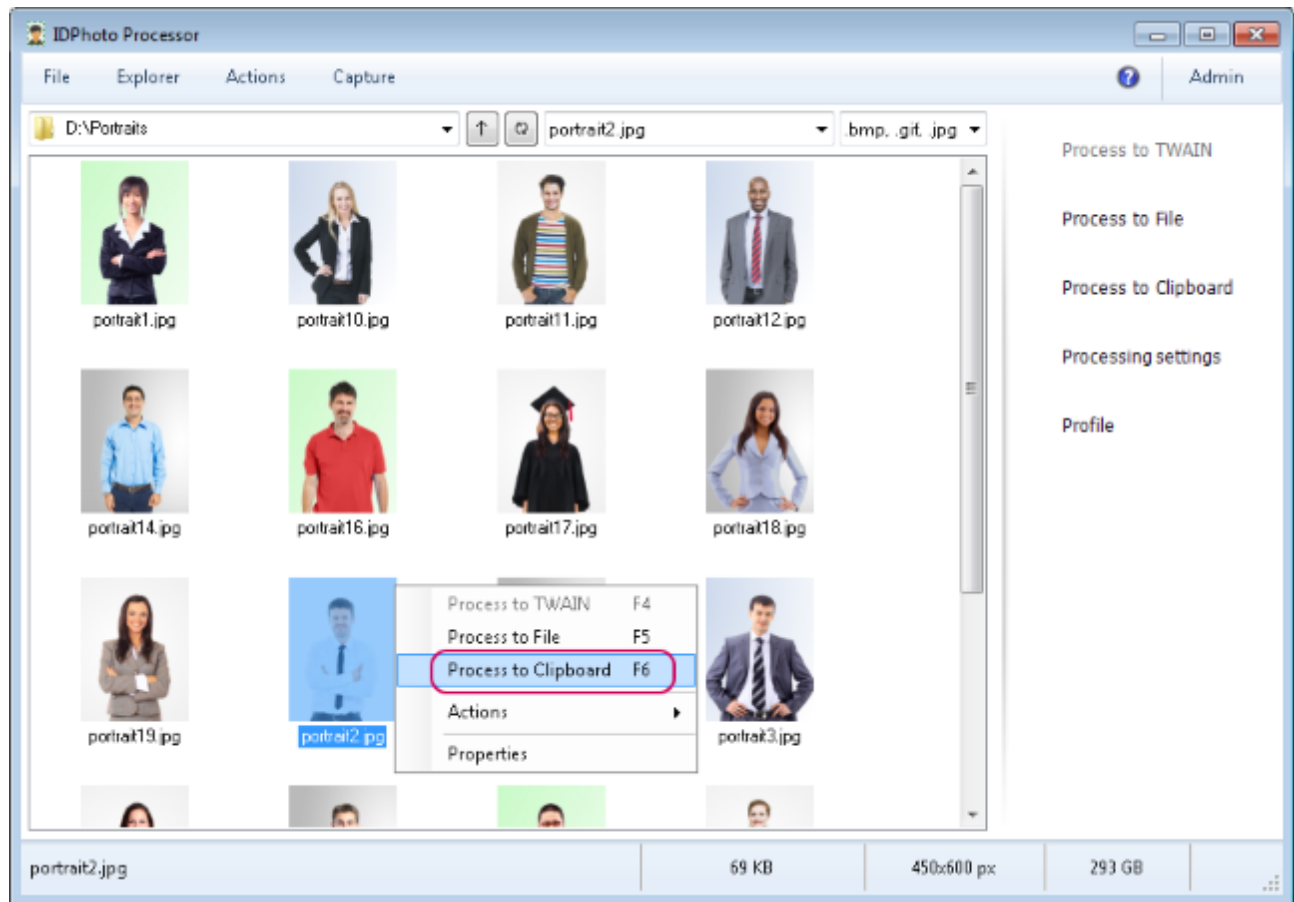 IDPhoto Processor
File Explorer Actions Capture Admin
D:\Portraits portrait2.jpg .bmp, .gif, .jpg
Process to TWAIN
Process to File
Process to Clipboard
Processing settings
Profile
portrait1.jpg portrait10.jpg portrait11.jpg portrait12.jpg
portrait14.jpg portrait16.jpg portrait17.jpg portrait18.jpg
Process to TWAIN F4
Process to File F5
Process to Clipboard F6
Actions
Properties
portrait19.jpg portrait2.jpg portrait3.jpg
portrait2.jpg 69 KB 450x600 px 293 GB